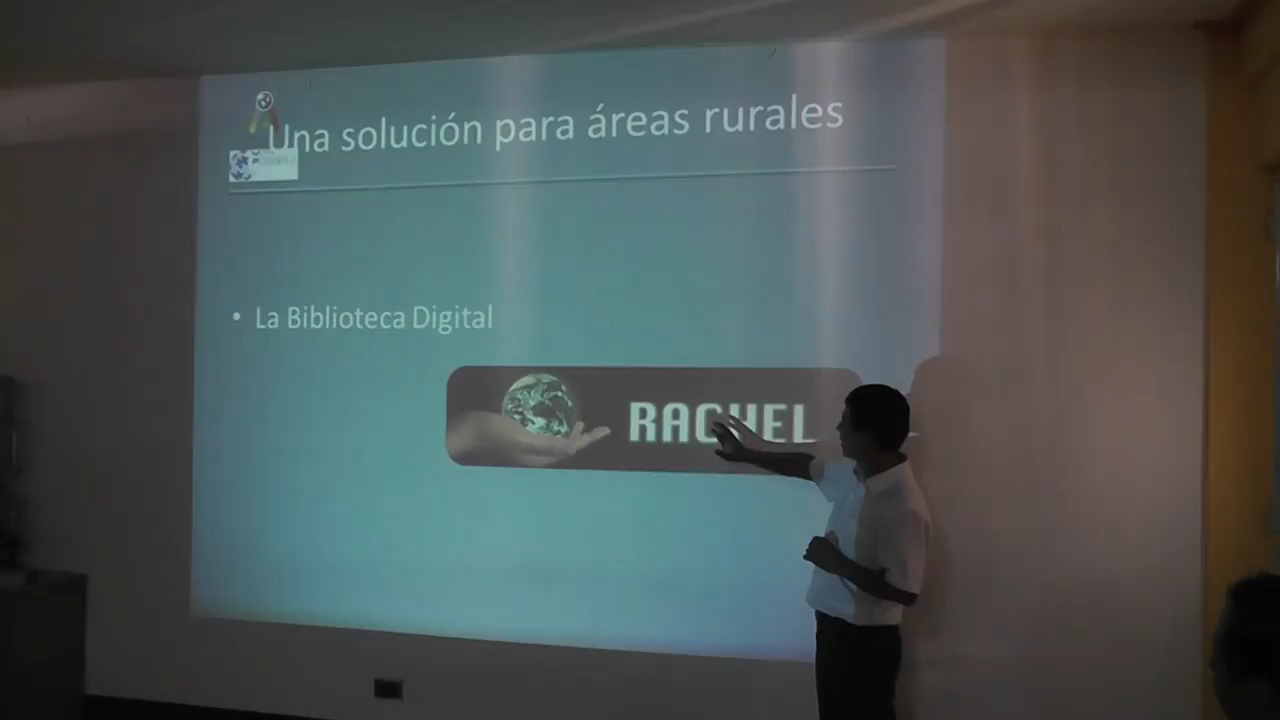 Una solución para áreas rurales
• La Biblioteca Digital
RACHEL